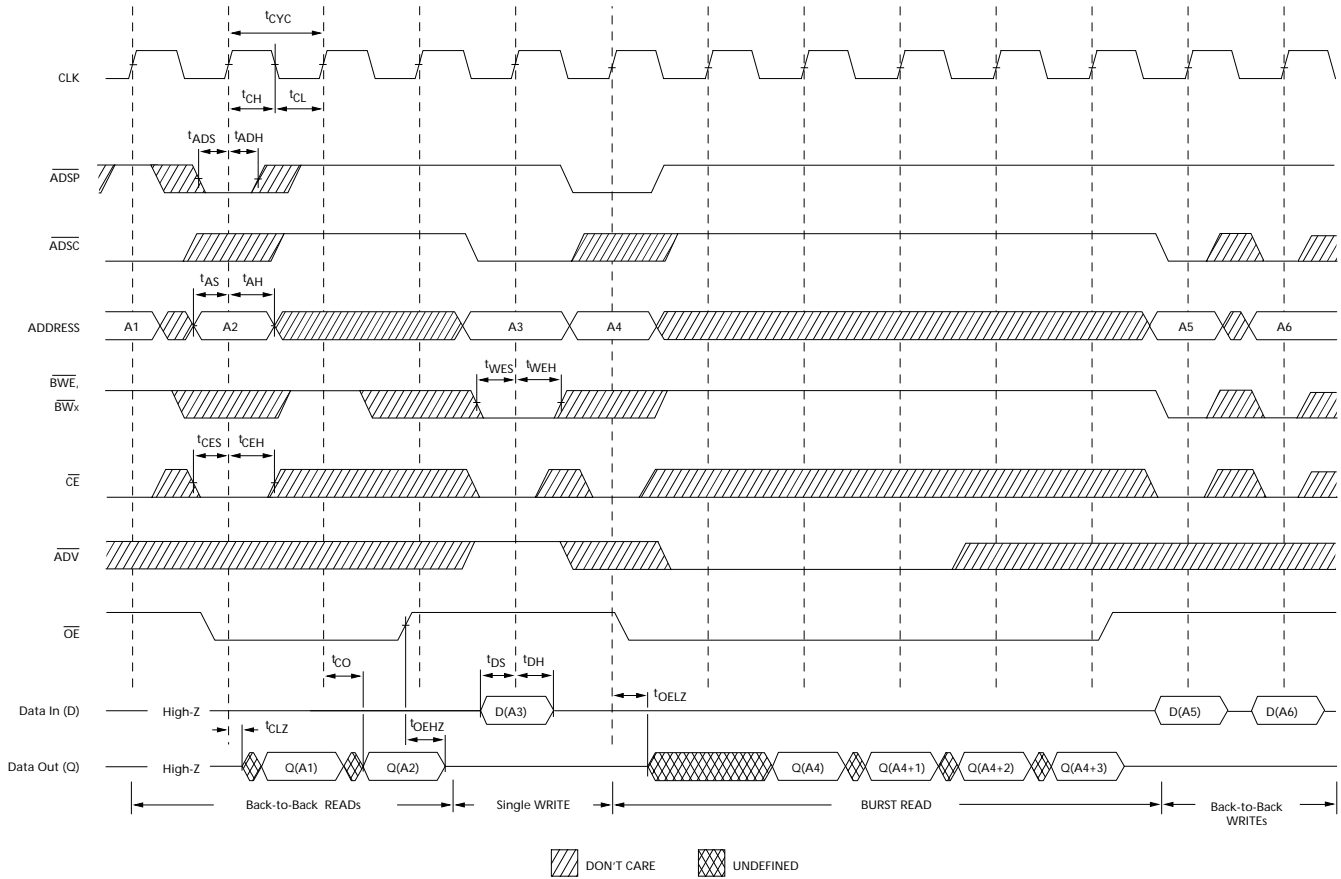 tCYC
CLK
tCH tCL
tADS tADH
ADSP
ADSC
tAS tAH
ADDRESS A1 A2 A3 A4 A5 A6
tWES tWEH
BWE,
BWx
tCES tCEH
CE
ADV
OE
tCO tDS tDH
tOELZ
Data In (D) High-Z D(A3) D(A5) D(A6)
tCLZ tOEHZ
Data Out (Q) High-Z Q(A1) Q(A2) Q(A4) Q(A4+1) Q(A4+2) Q(A4+3)
Back-to-Back READs Single WRITE BURST READ Back-to-Back
WRITEs
DON'T CARE UNDEFINED